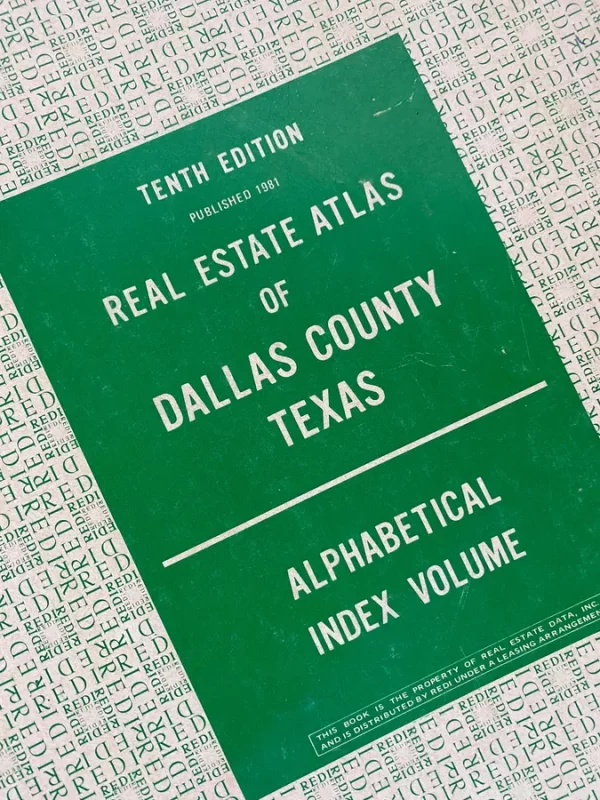 TENTH EDITION
PUBLISHED 1981
REAL ESTATE ATLAS
OF
DALLAS COUNTY
TEXAS
ALPHABETICAL
INDEX VOLUME
THIS BOOK IS THE PROPERTY OF REAL ESTATE DATA, INC.
AND IS DISTRIBUTED BY REDI UNDER A LEASING ARRANGEMENT
REDI